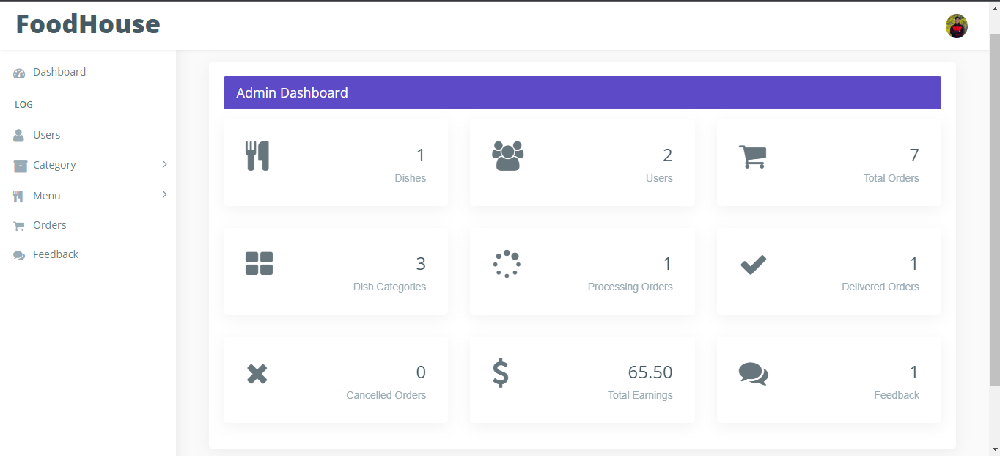 FoodHouse
Dashboard
LOG
Users
Category
Menu
Orders
Feedback
Admin Dashboard
1
Dishes
2
Users
7
Total Orders
3
Dish Categories
1
Processing Orders
1
Delivered Orders
0
Cancelled Orders
65.50
Total Earnings
1
Feedback